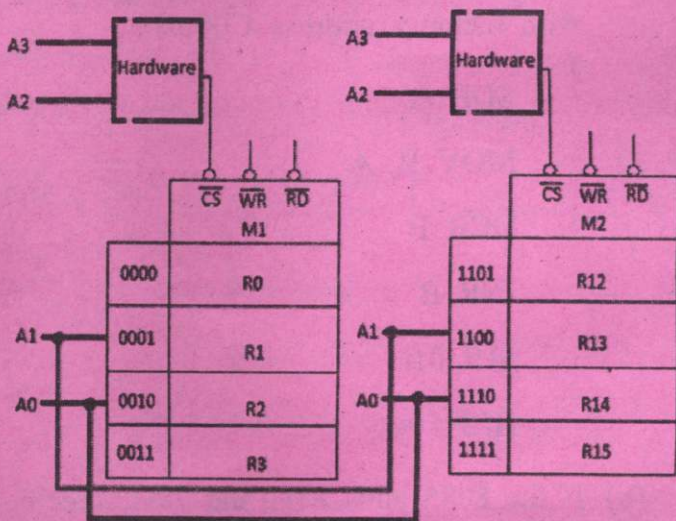 A3
Hardware
A2
CS WR RD
M1
0000 R0
A1 0001 R1
A0 0010 R2
0011 R3
A3
Hardware
A2
CS WR RD
M2
1101 R12
A1 1100 R13
A0 1110 R14
1111 R15